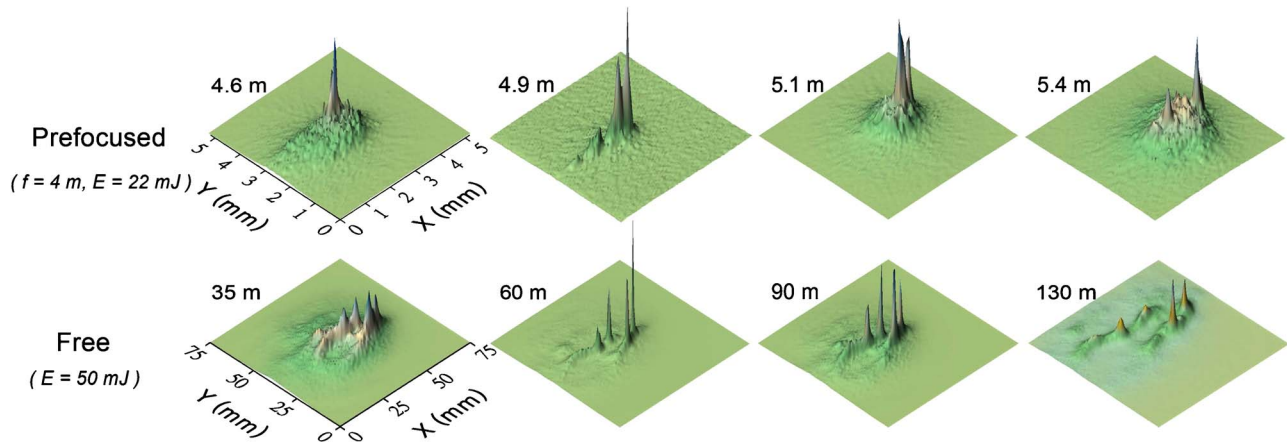 4.6 m
4.9 m
5.1 m
5.4 m
Prefocused
( f = 4 m, E = 22 mJ )
5
4
3
2
1
0
Y (mm)
0
1
2
3
4
5
X (mm)
35 m
60 m
90 m
130 m
Free
( E = 50 mJ )
75
50
25
0
Y (mm)
0
25
50
75
X (mm)